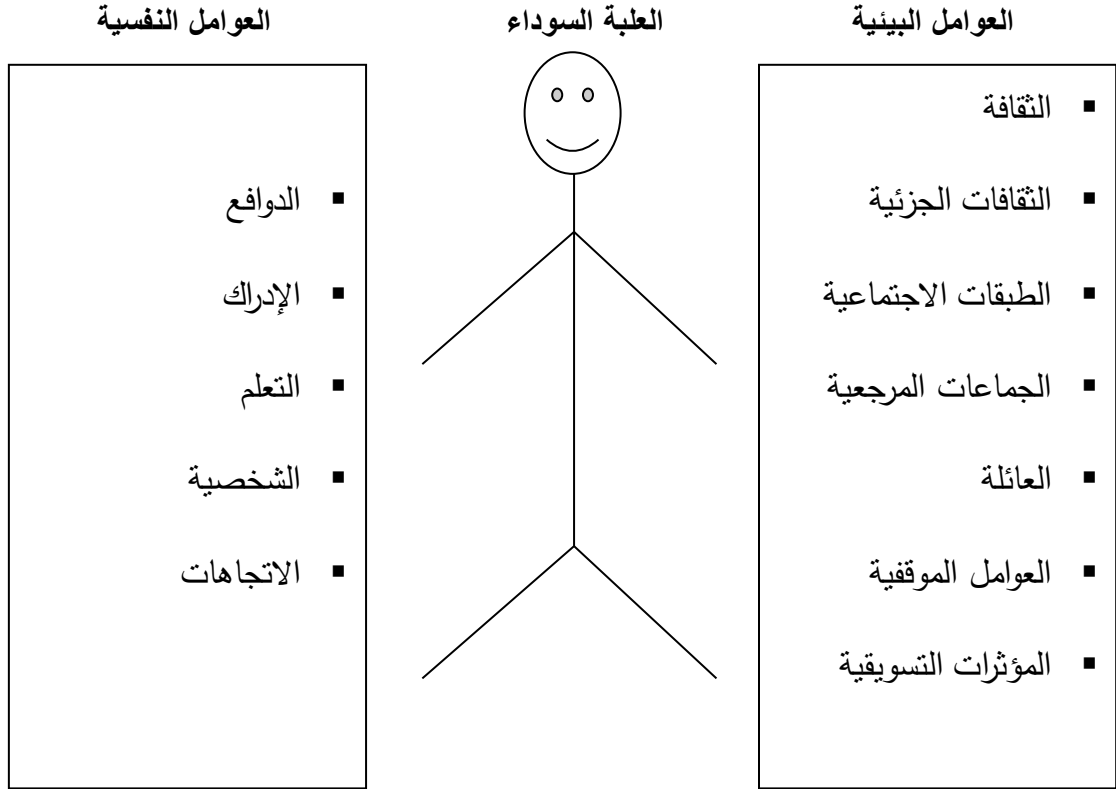 العوامل البيئية
العلبة السوداء
العوامل النفسية
▪ الثقافة
▪ الثقافات الجزئية
▪ الطبقات الاجتماعية
▪ الجماعات المرجعية
▪ العائلة
▪ العوامل الموقفية
▪ المؤثرات التسويقية
▪ الدوافع
▪ الإدراك
▪ التعلم
▪ الشخصية
▪ الاتجاهات